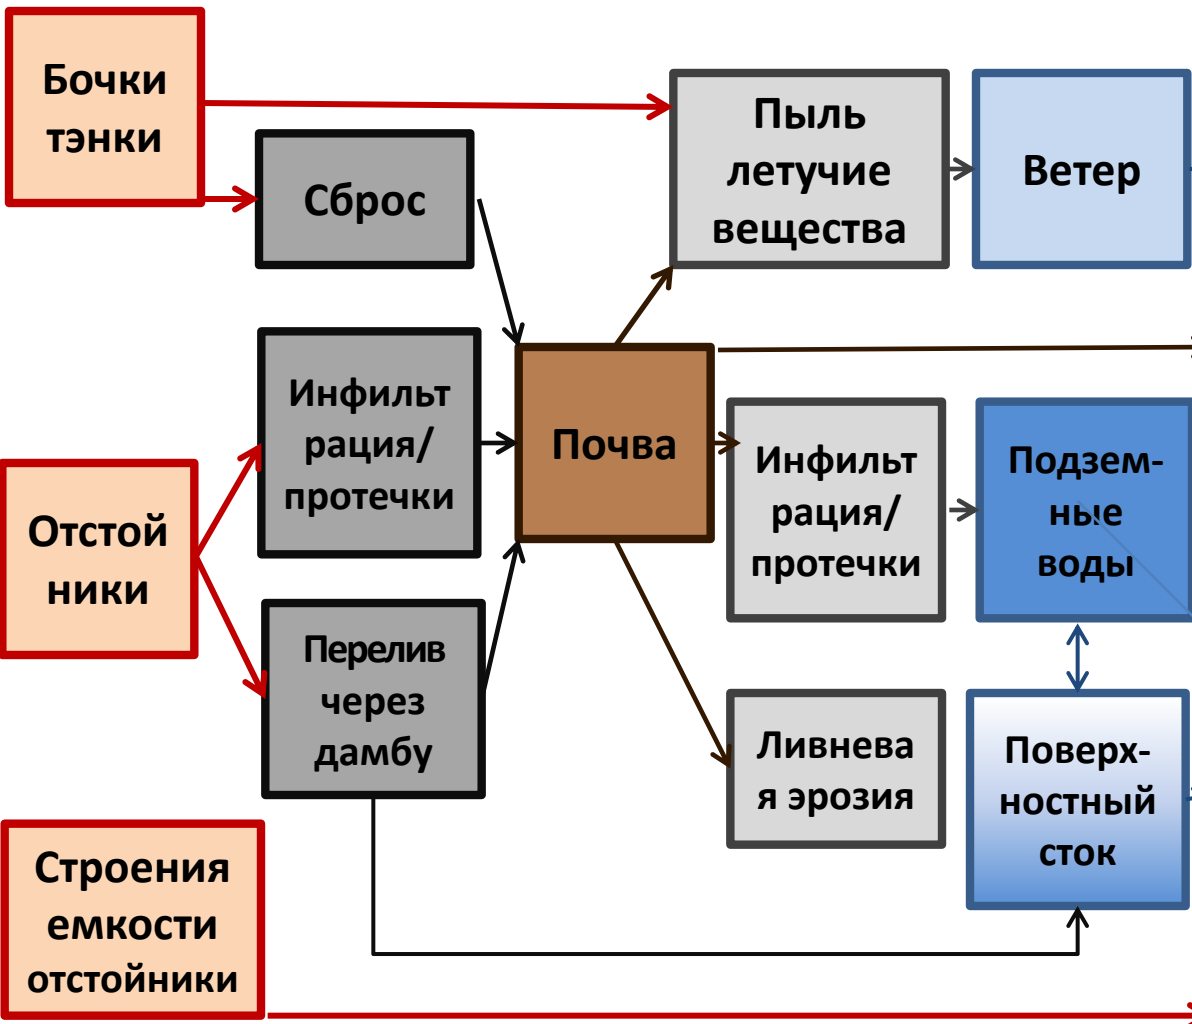 Бочки
тэнки
Сброс
Пыль
летучие
вещества
Ветер
Инфильт
рация/
протечки
Почва
Инфильт
рация/
протечки
Подзем-
ные
воды
Отстой
ники
Перелив
через
дамбу
Ливнева
я эрозия
Поверх-
ностный
сток
Строения
емкости
отстойники